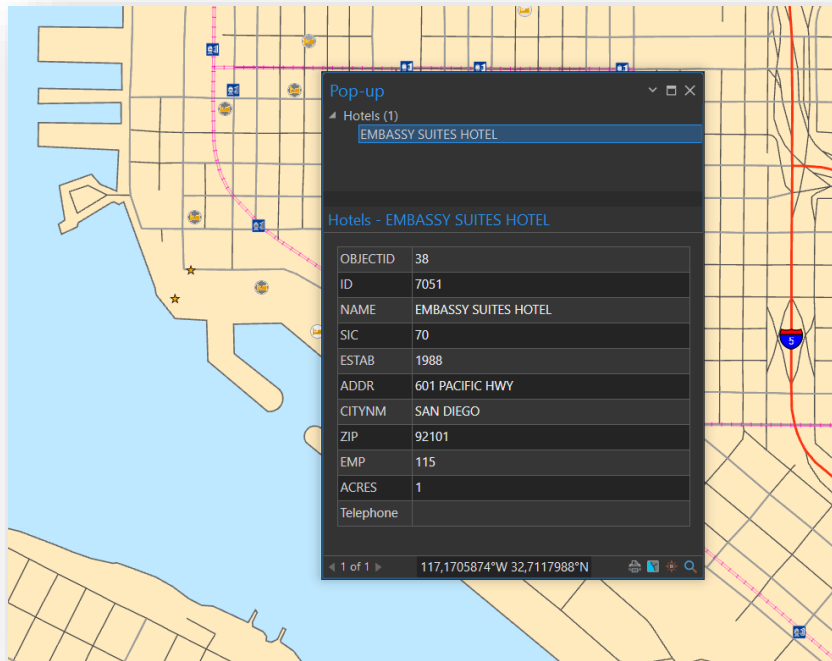 Pop-up
Hotels (1)
EMBASSY SUITES HOTEL
Hotels - EMBASSY SUITES HOTEL
OBJECTID 38
ID 7051
NAME EMBASSY SUITES HOTEL
SIC 70
ESTAB 1988
ADDR 601 PACIFIC HWY
CITYNM SAN DIEGO
ZIP 92101
EMP 115
ACRES 1
Telephone
1 of 1 117,1705874°W 32,7117988°N
5